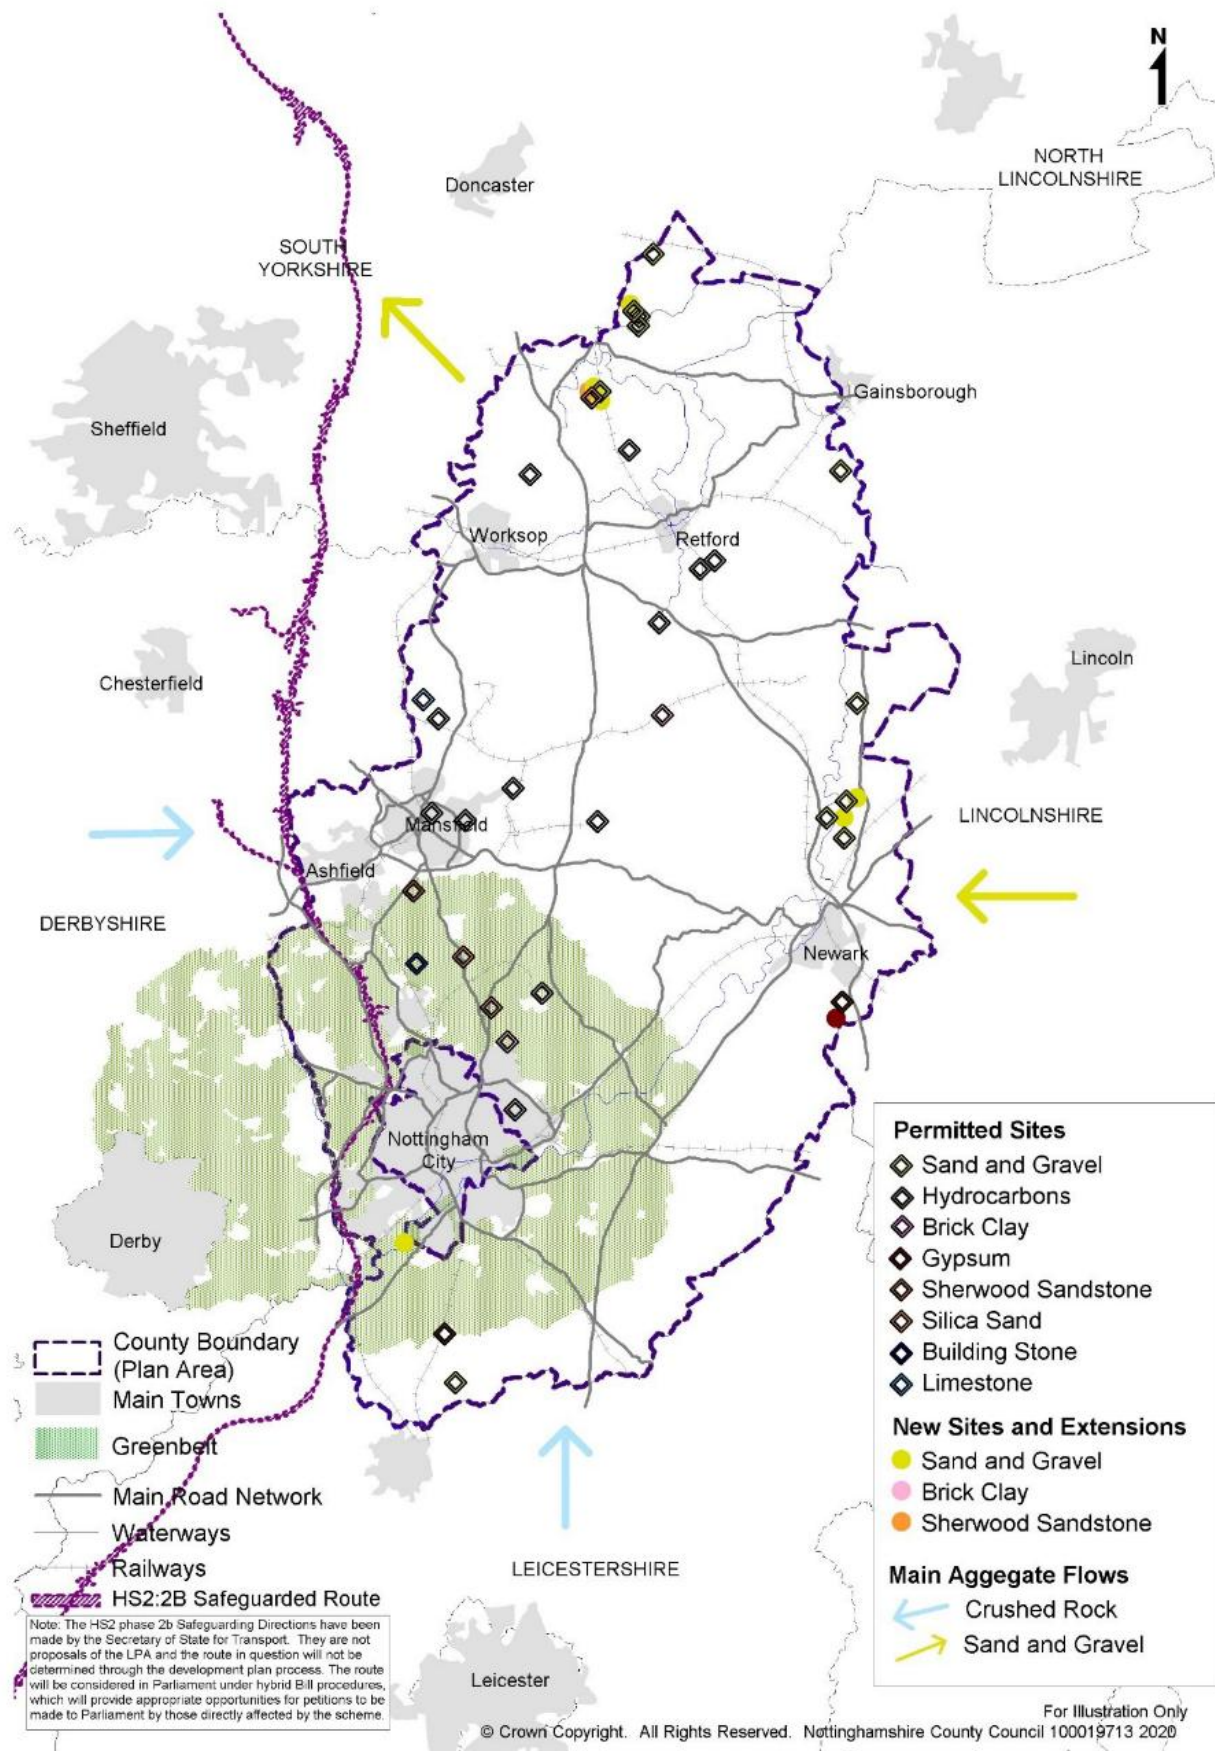 N
NORTH
LINCOLNSHIRE
Doncaster
SOUTH
YORKSHIRE
Gainsborough
Sheffield
Worksop
Retford
Lincoln
Chesterfield
LINCOLNSHIRE
Mansfield
Ashfield
DERBYSHIRE
Newark
Nottingham
City
Derby
Permitted Sites
Sand and Gravel
Hydrocarbons
Brick Clay
Gypsum
Sherwood Sandstone
Silica Sand
Building Stone
Limestone
New Sites and Extensions
Sand and Gravel
Brick Clay
Sherwood Sandstone
Main Aggegate Flows
Crushed Rock
Sand and Gravel
County Boundary
(Plan Area)
Main Towns
Greenbelt
Main Road Network
Waterways
Railways
HS2:2B Safeguarded Route
Note: The HS2 phase 2b Safeguarding Directions have been
made by the Secretary of State for Transport. They are not
proposals of the LPA and the route in question will not be
determined through the development plan process. The route
will be considered in Parliament under hybrid Bill procedures,
which will provide appropriate opportunities for petitions to be
made to Parliament by those directly affected by the scheme.
LEICESTERSHIRE
Leicester
For Illustration Only
© Crown Copyright. All Rights Reserved. Nottinghamshire County Council 100019713 2020